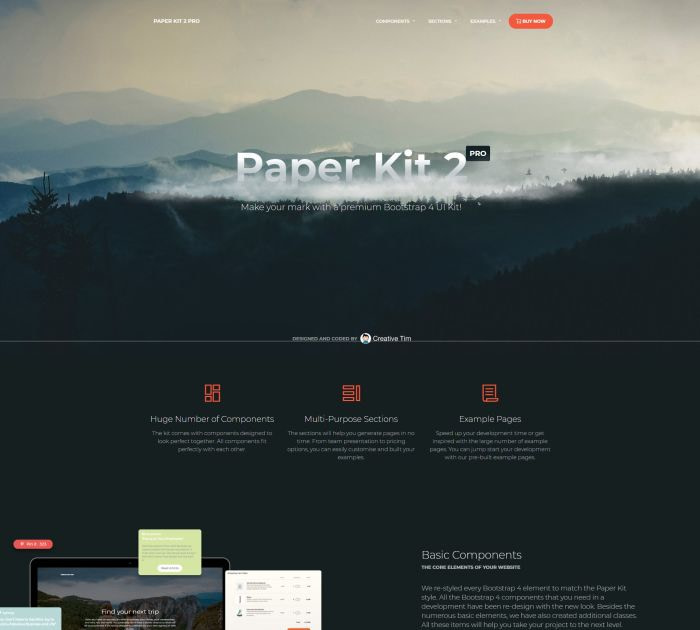 PAPER KIT 2 PRO
COMPONENTS
SECTIONS
EXAMPLES
BUY NOW
Paper Kit 2 PRO
Make your mark with a premium Bootstrap 4 UI Kit!
DESIGNED AND CODED BY Creative Tim
Huge Number of Components
The kit comes with components designed to
look perfect together. All components fit
perfectly with each other.
Multi-Purpose Sections
The sections will help you generate pages in no
time. From team presentation to pricing
options, you can easily customise and built your
examples.
Example Pages
Speed up your development time or get
inspired with the large number of example
pages. You can jump start your development
with our pre-built example pages.
Pin it
Find your next trip
Basic Components
THE CORE ELEMENTS OF YOUR WEBSITE
We re-styled every Bootstrap 4 element to match the Paper Kit
style. All the Bootstrap 4 components that you need in a
development have been re-design with the new look. Besides the
numerous basic elements, we have also created additional classes.
All these items will help you take your project to the next level.